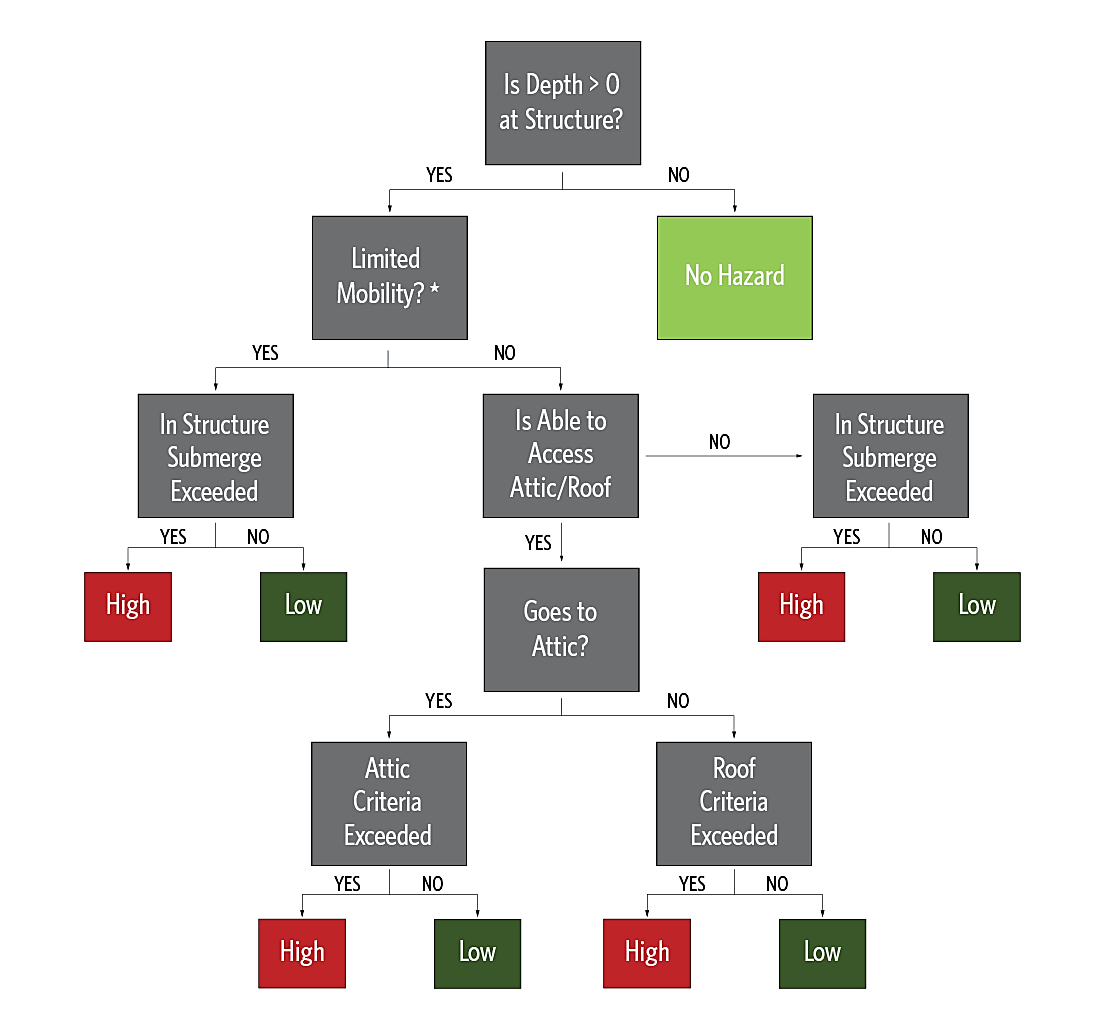 Is Depth > 0
at Structure?
YES
NO
Limited
Mobility? *
No Hazard
YES
NO
In Structure
Submerge
Exceeded
Is Able to
Access
Attic/Roof
NO
In Structure
Submerge
Exceeded
YES
NO
YES
YES
NO
High
Low
Goes to
Attic?
High
Low
YES
NO
Attic
Criteria
Exceeded
Roof
Criteria
Exceeded
YES
NO
YES
NO
High
Low
High
Low